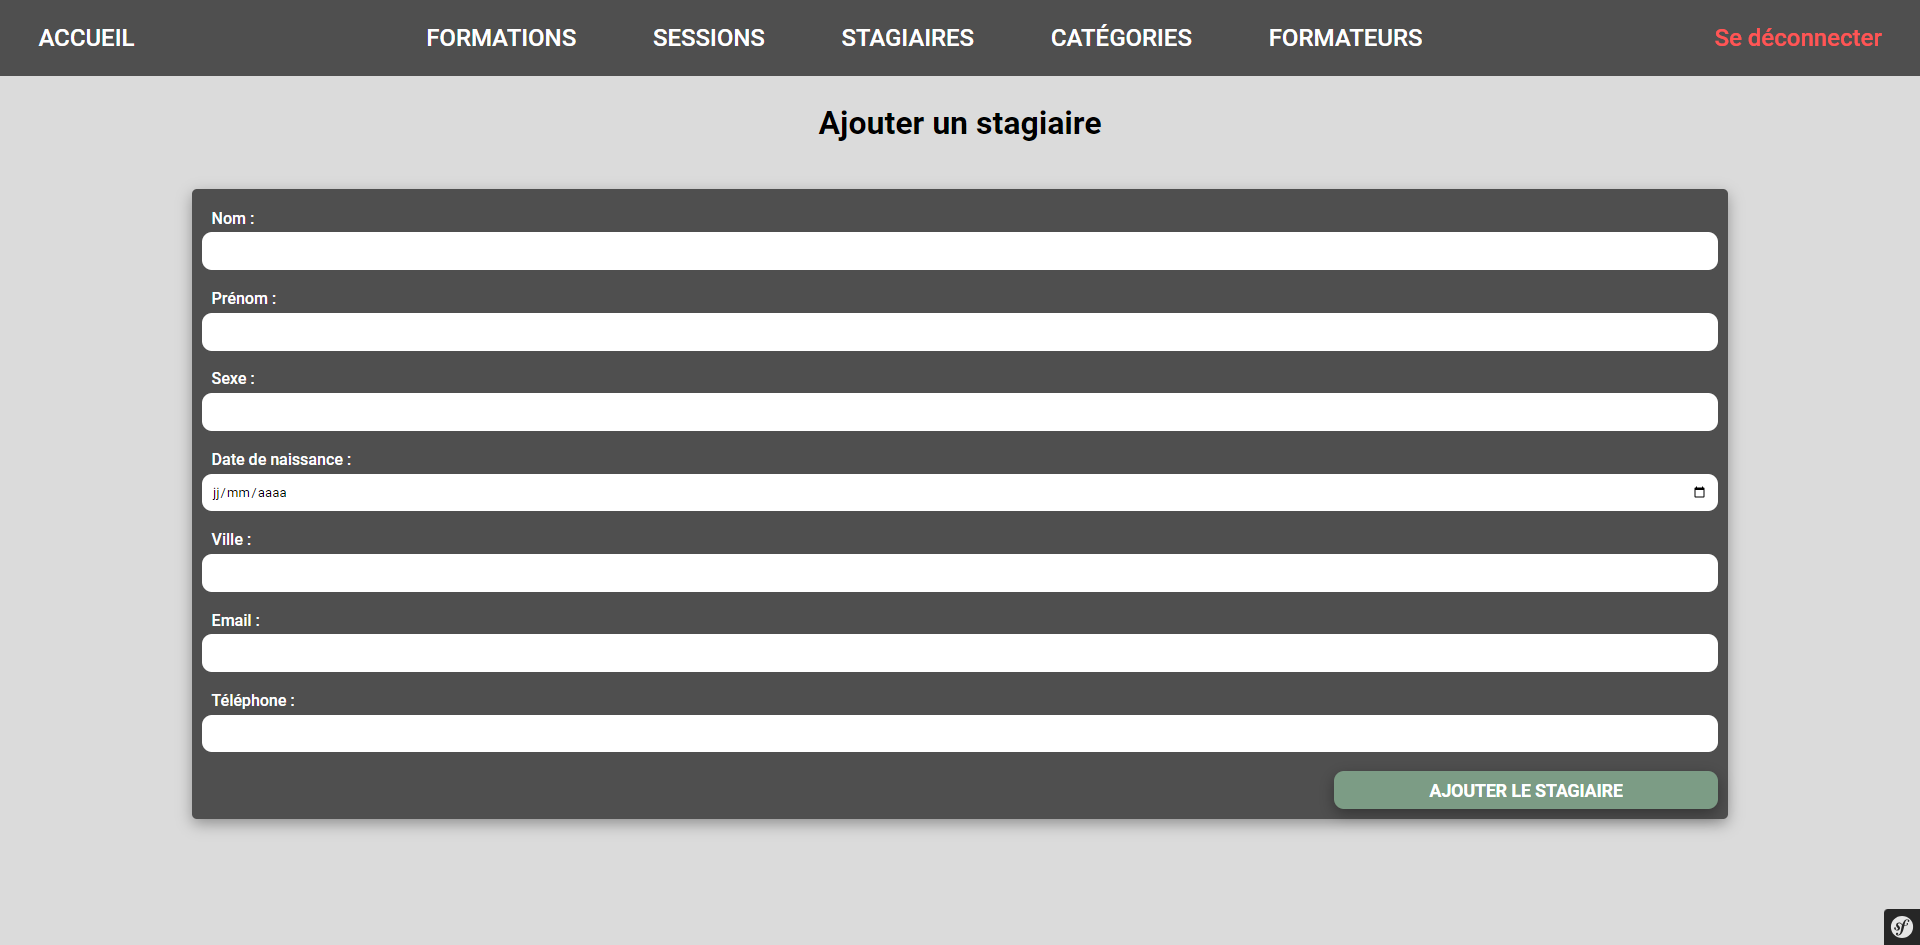 ACCUEIL FORMATIONS SESSIONS STAGIAIRES CATÉGORIES FORMATEURS Se déconnecter
Ajouter un stagiaire
Nom :
Prénom :
Sexe :
Date de naissance :
jj/mm/aaaa
Ville :
Email :
Téléphone :
AJOUTER LE STAGIAIRE
sf